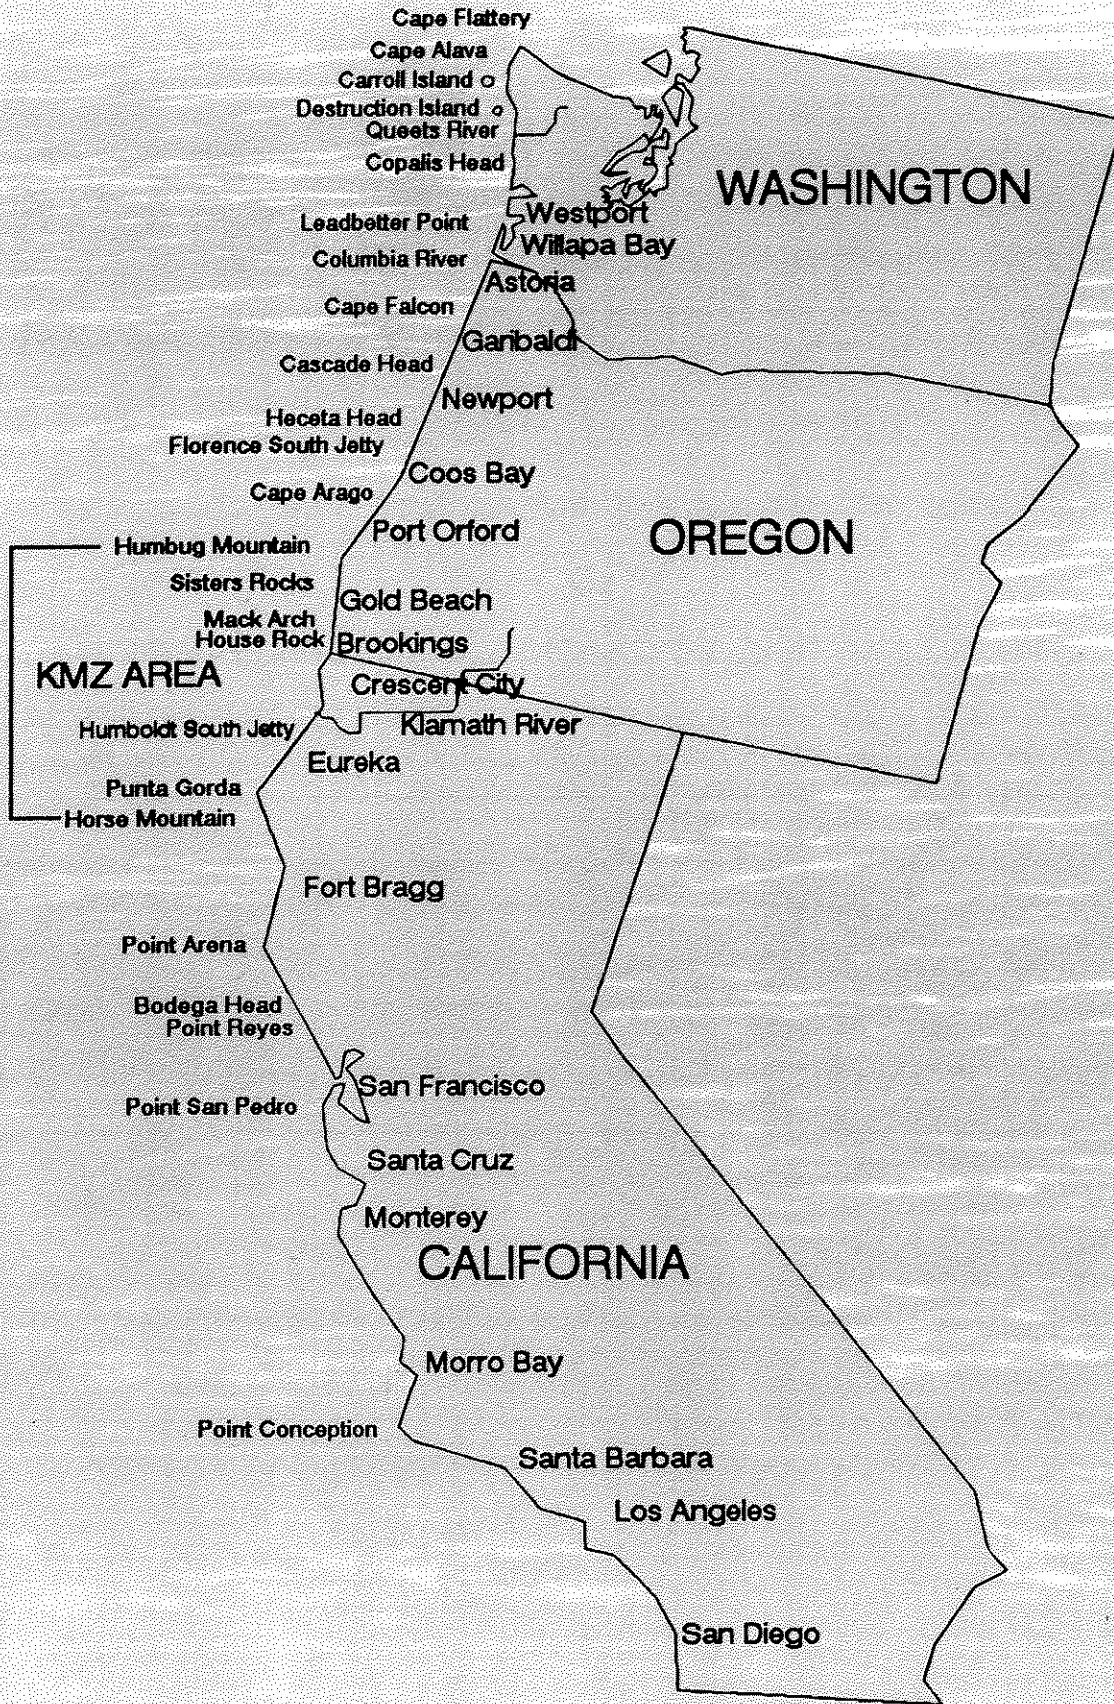 Cape Flattery
Cape Alava
Carroll Island
Destruction Island
Queets River
Copalis Head
WASHINGTON
Westport
Leadbetter Point
Willapa Bay
Columbia River
Astoria
Cape Falcon
Garibaldi
Cascade Head
Newport
Heceta Head
Florence South Jetty
Coos Bay
Cape Arago
Port Orford
OREGON
Humbug Mountain
Sisters Rocks
Gold Beach
Mack Arch
House Rock
Brookings
KMZ AREA
Crescent City
Humboldt South Jetty
Klamath River
Eureka
Punta Gorda
Horse Mountain
Fort Bragg
Point Arena
Bodega Head
Point Reyes
San Francisco
Point San Pedro
Santa Cruz
Monterey
CALIFORNIA
Morro Bay
Point Conception
Santa Barbara
Los Angeles
San Diego